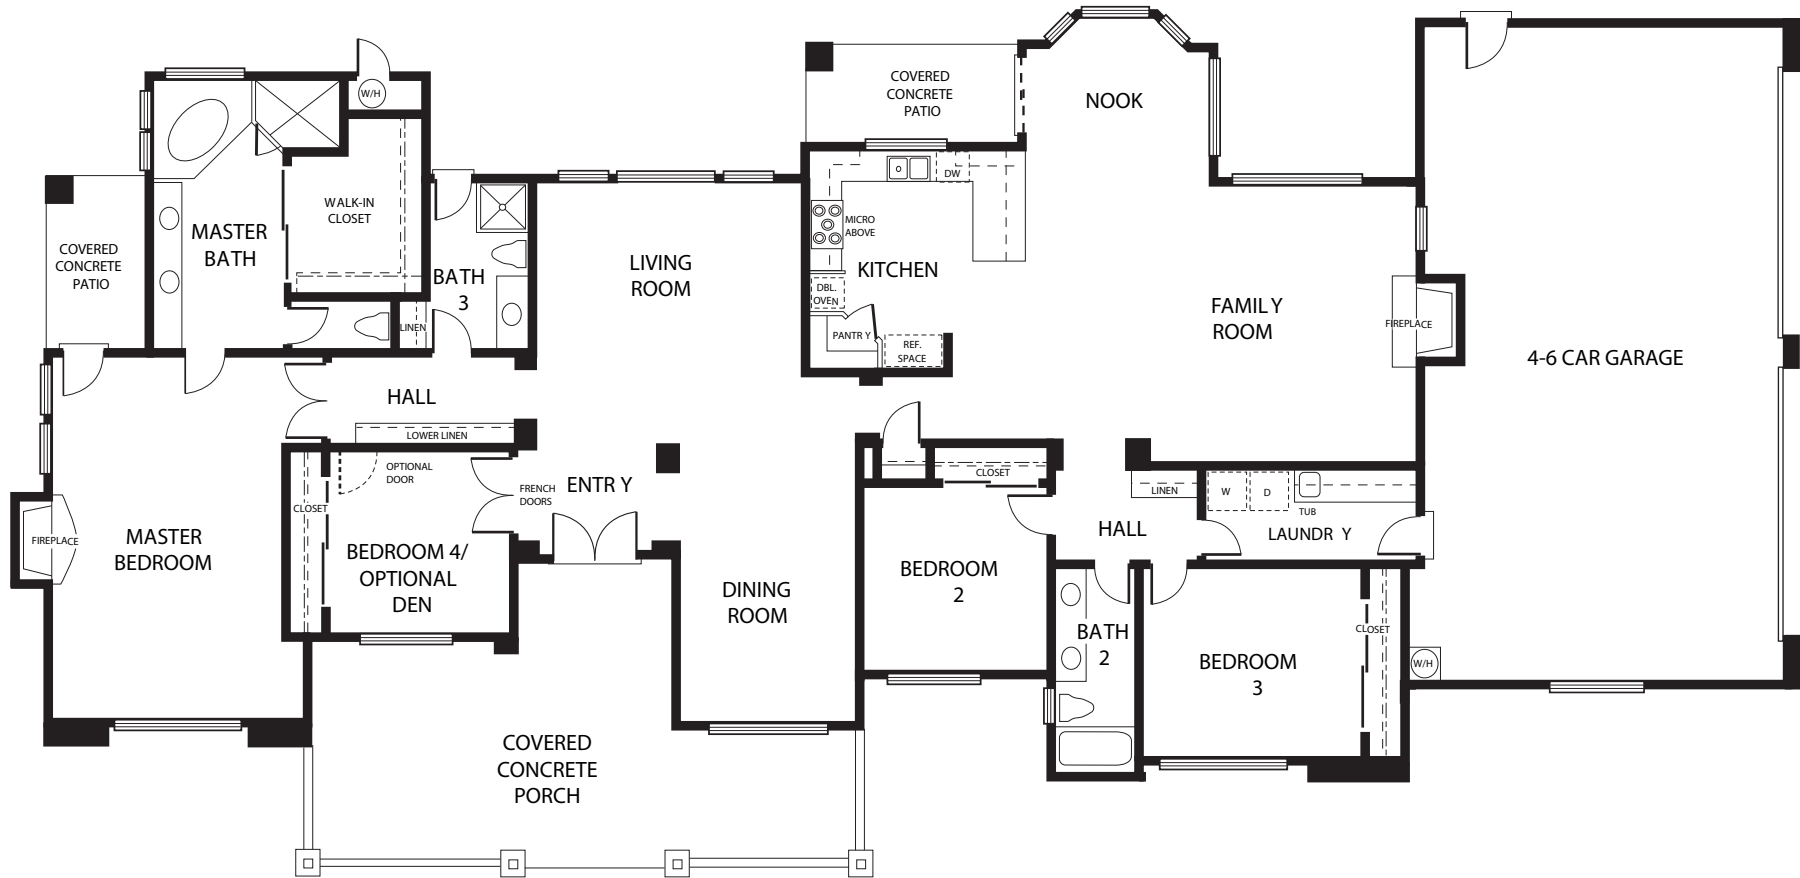 W/H
COVERED
CONCRETE
PATIO
NOOK
DW
WALK-IN
CLOSET
MASTER
BATH
COVERED
CONCRETE
PATIO
BATH
3
LIVING
ROOM
MICRO
ABOVE
KITCHEN
DBL.
OVEN
PANTRY
REF.
SPACE
FAMILY
ROOM
FIREPLACE
4-6 CAR GARAGE
LINEN
HALL
LOWER LINEN
OPTIONAL
DOOR
FRENCH
DOORS
ENTRY
CLOSET
CLOSET
LINEN
W
D
TUB
HALL
LAUNDRY
FIREPLACE
MASTER
BEDROOM
BEDROOM 4/
OPTIONAL
DEN
DINING
ROOM
BEDROOM
2
BATH
2
BEDROOM
3
CLOSET
W/H
COVERED
CONCRETE
PORCH